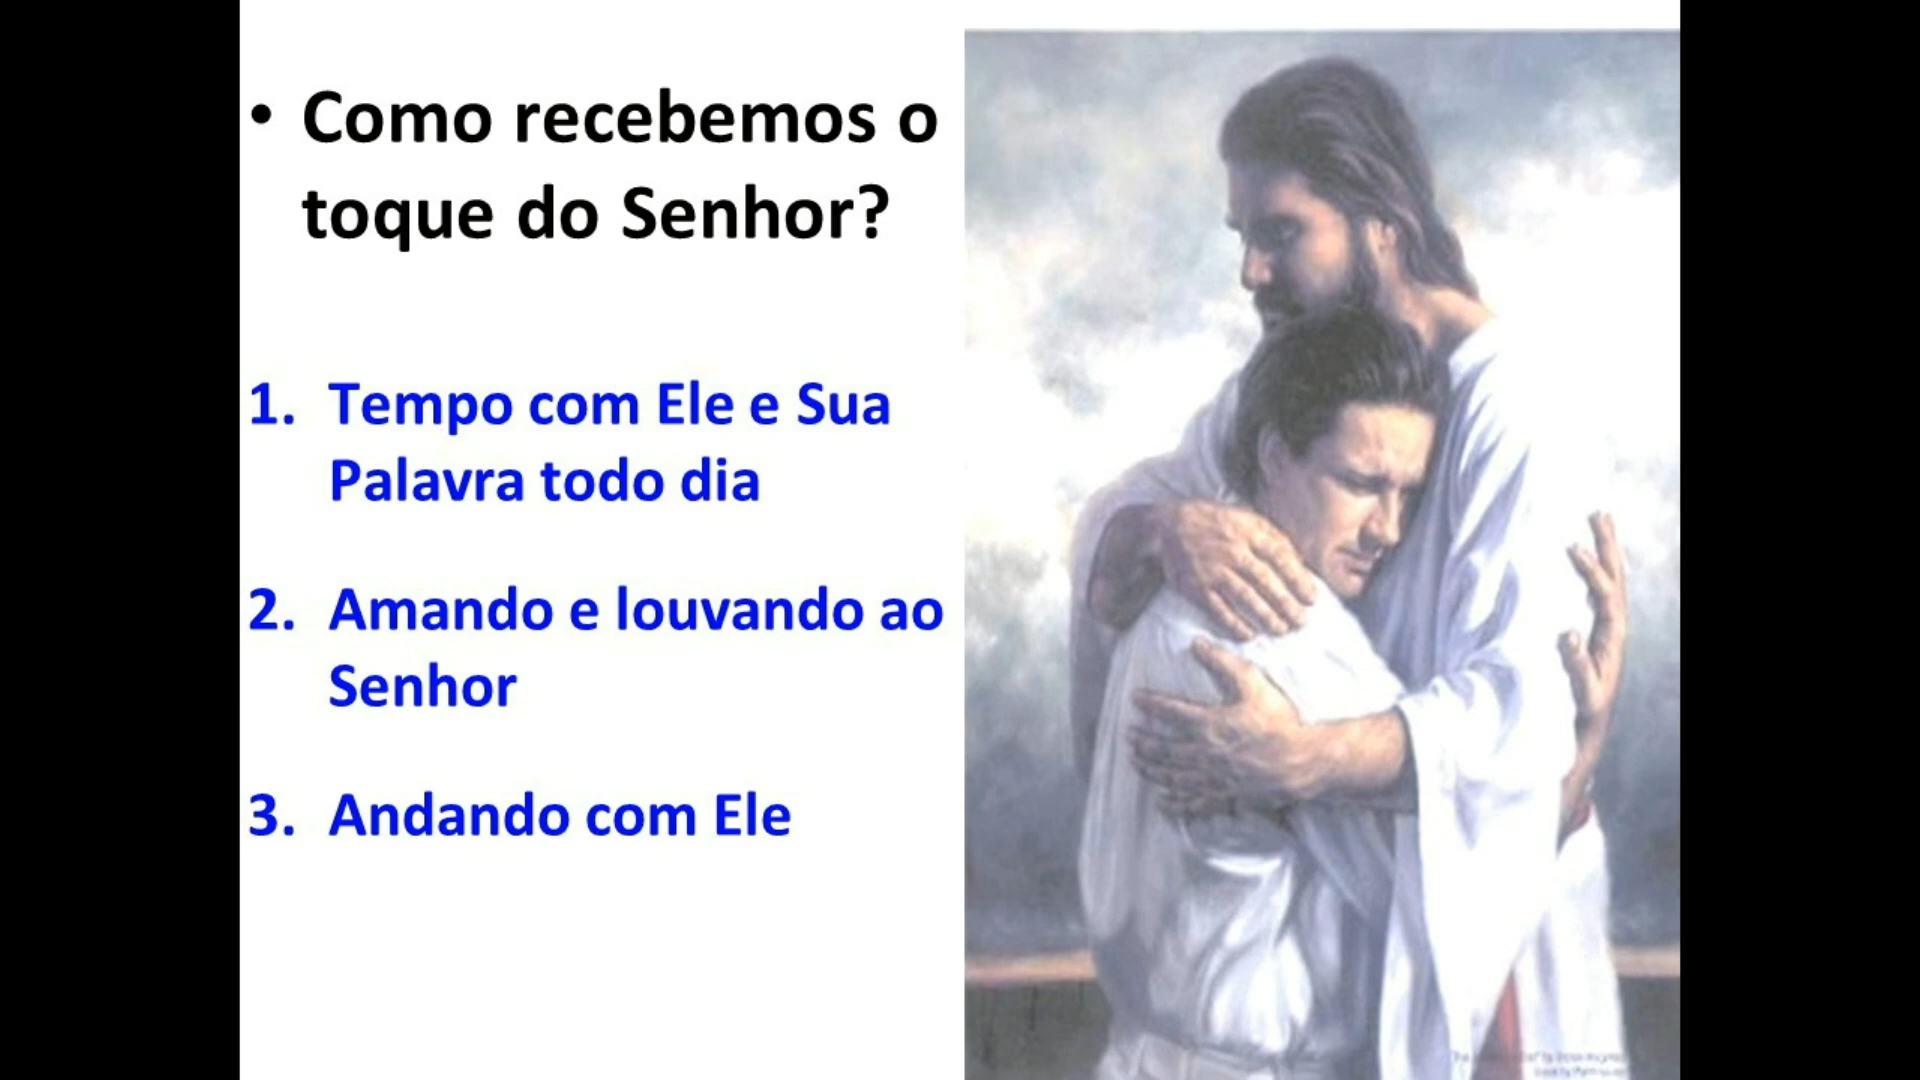 • Como recebemos o
toque do Senhor?
1. Tempo com Ele e Sua
Palavra todo dia
2. Amando e louvando ao
Senhor
3. Andando com Ele